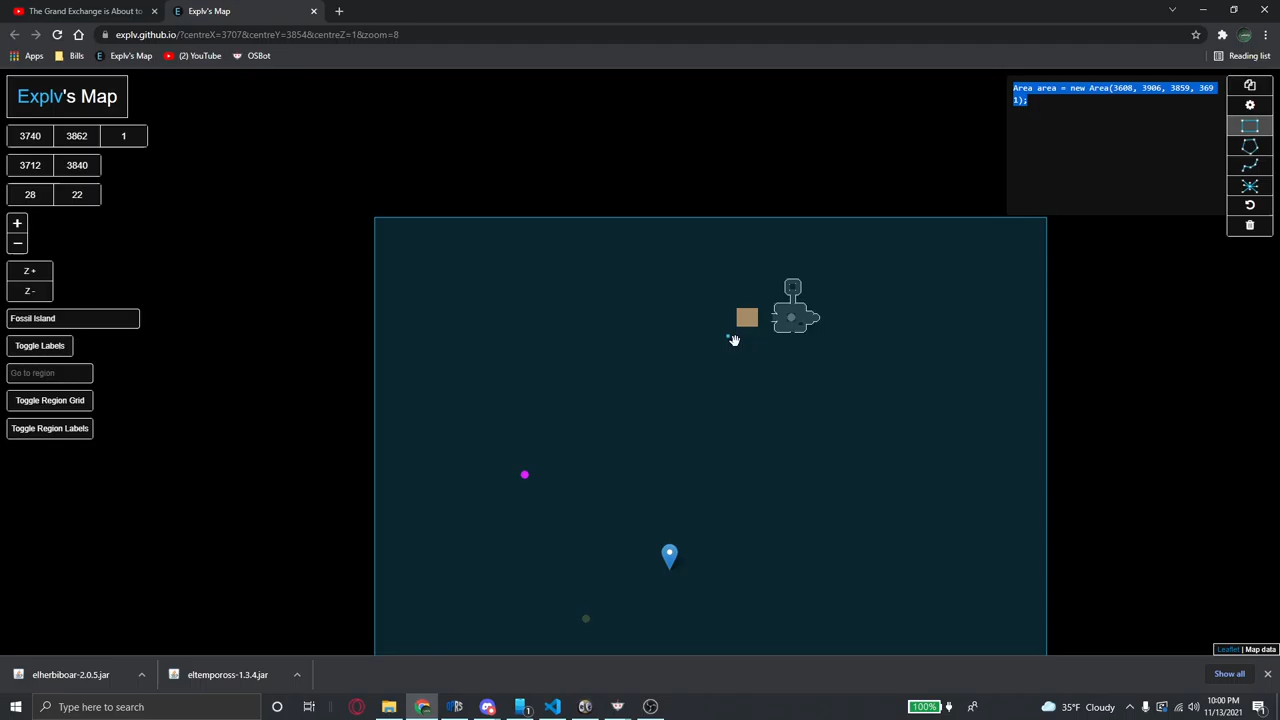 The Grand Exchange is About to
Explv's Map
explv.github.io/?centreX=3707&centreY=3854&centreZ=1&zoom=8
Apps
Bills
Explv's Map
(2) YouTube
OSBot
Reading list
Explv's Map
3740
3862
1
3712
3840
28
22
+
−
Z +
Z -
Fossil Island
Toggle Labels
Go to region
Toggle Region Grid
Toggle Region Labels
Area area = new Area(3608, 3906, 3859, 369
1);
Leaflet | Map data
elherbiboar-2.0.5.jar
eltempoross-1.3.4.jar
Show all
Type here to search
100%
35°F Cloudy
10:00 PM
11/13/2021